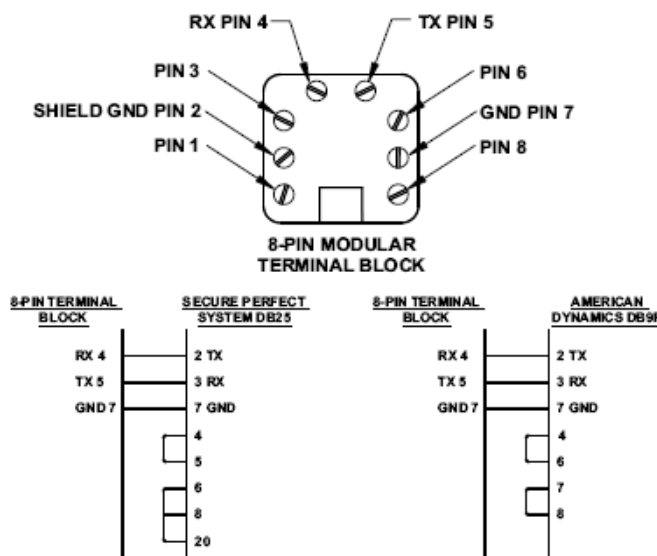 RX PIN 4
TX PIN 5
PIN 3
PIN 6
SHIELD GND PIN 2
GND PIN 7
PIN 1
PIN 8
8-PIN MODULAR
TERMINAL BLOCK
8-PIN TERMINAL
BLOCK
SECURE PERFECT
SYSTEM DB25
RX 4
2 TX
TX 5
3 RX
GND 7
7 GND
4
5
6
8
20
8-PIN TERMINAL
BLOCK
AMERICAN
DYNAMICS DB9F
RX 4
2 TX
TX 5
3 RX
GND 7
7 GND
4
6
7
8